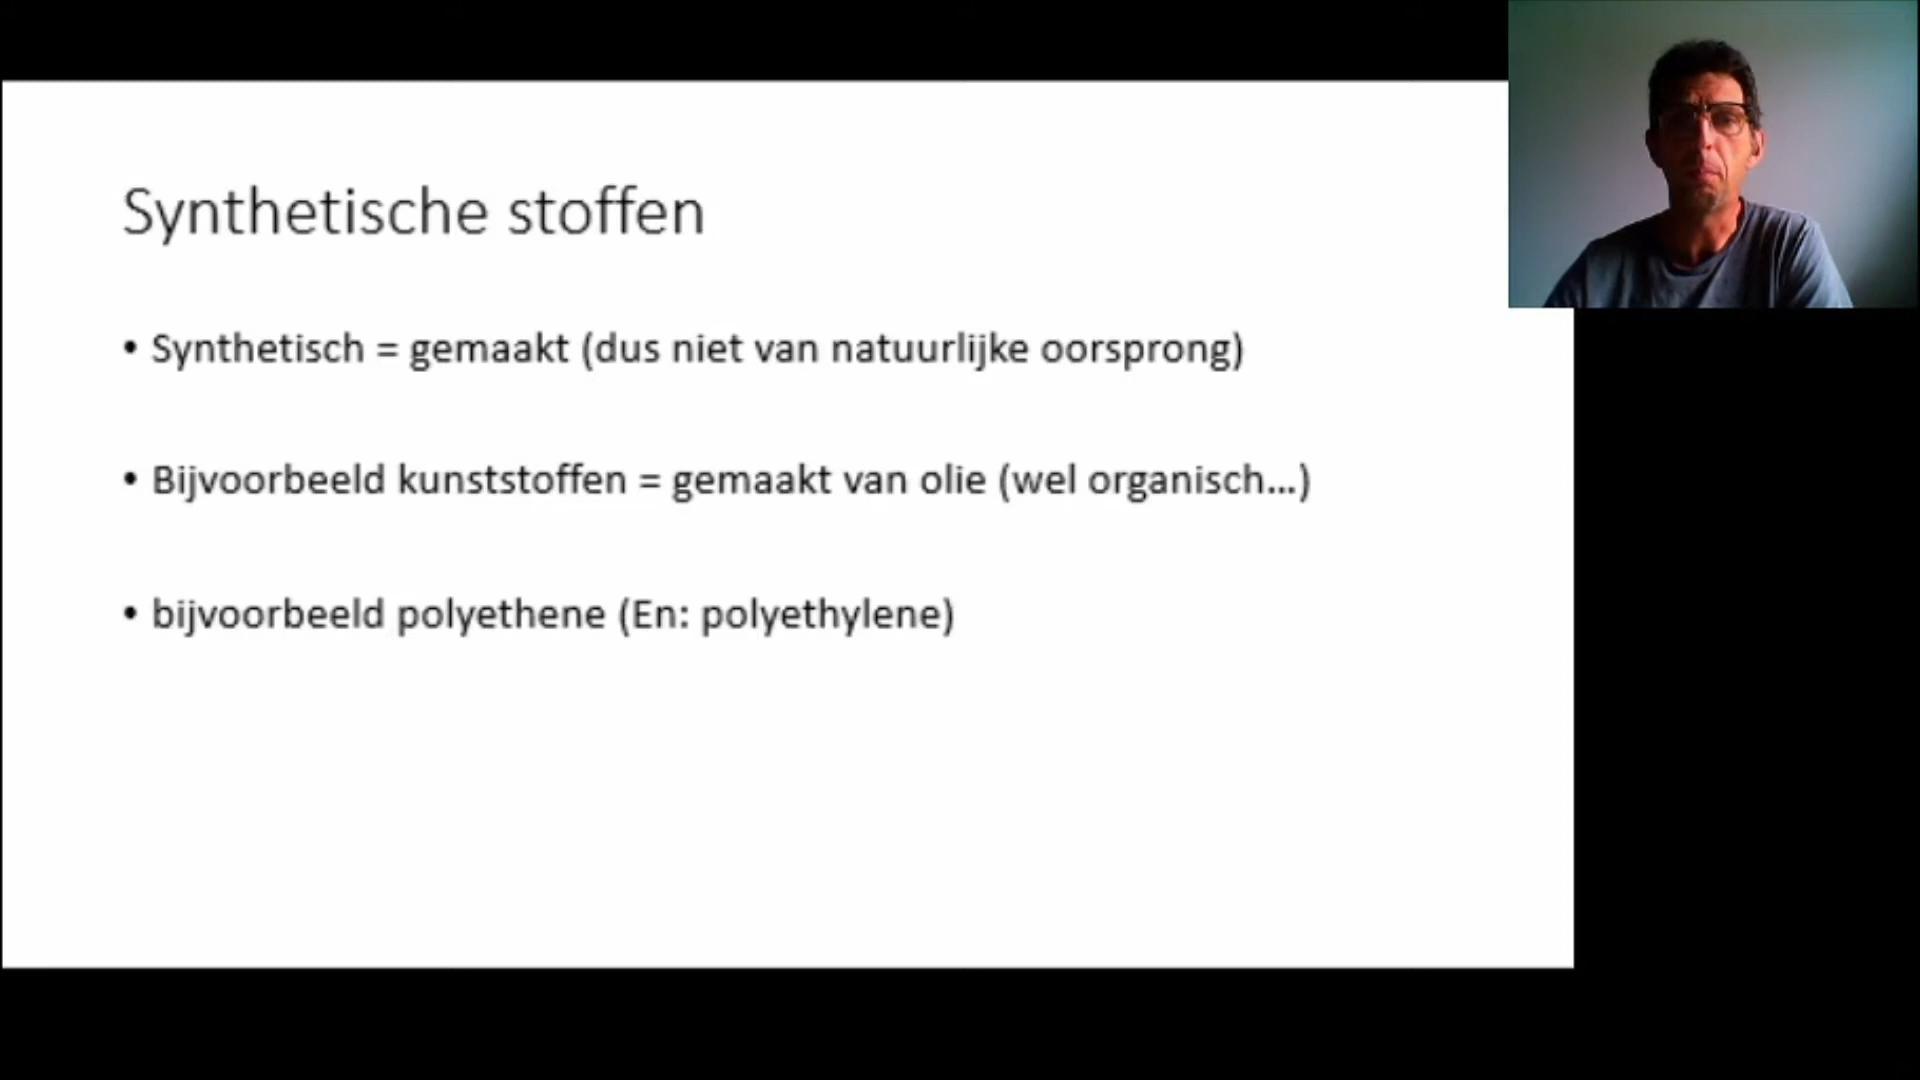 Synthetische stoffen
• Synthetisch = gemaakt (dus niet van natuurlijke oorsprong)
• Bijvoorbeeld kunststoffen = gemaakt van olie (wel organisch...)
• bijvoorbeeld polyethene (En: polyethylene)